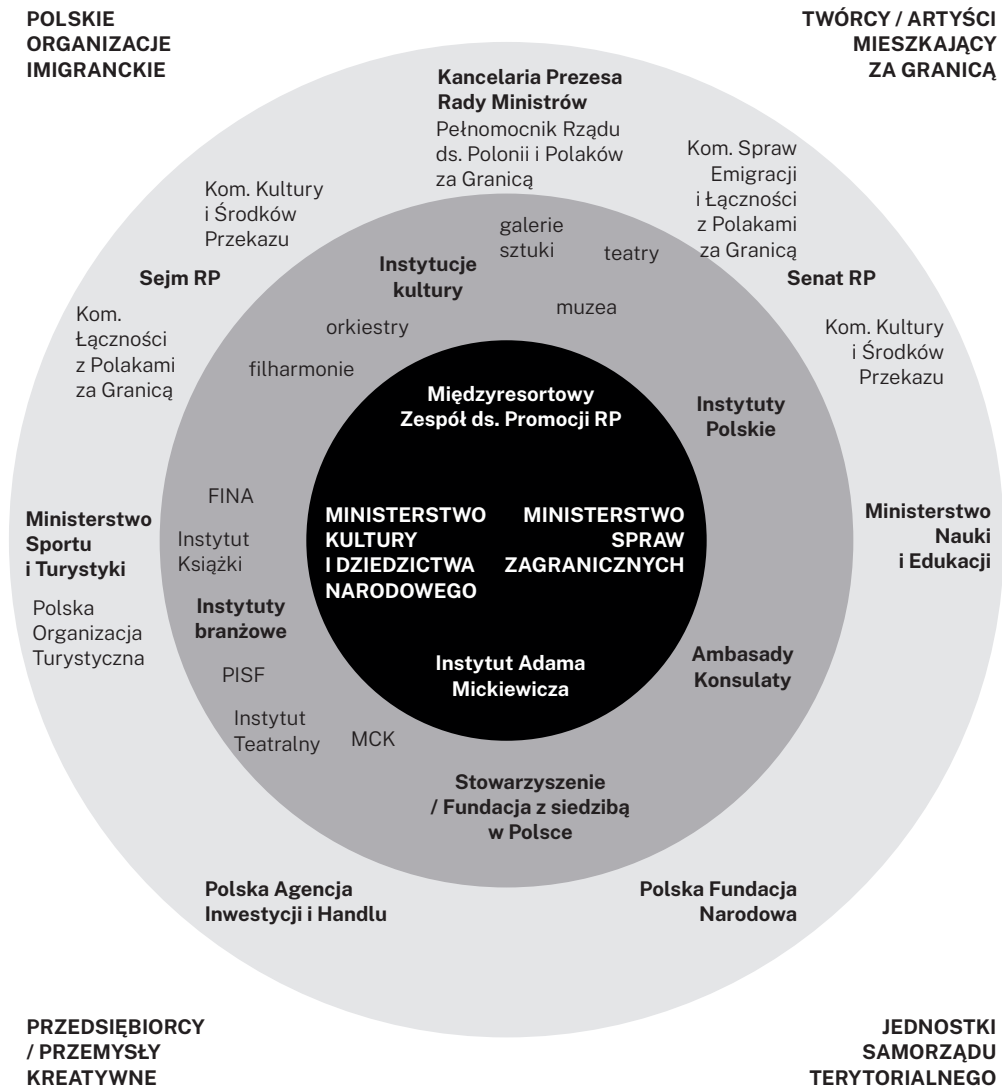 POLSKIE
ORGANIZACJE
IMIGRANCKIE
TWÓRCY / ARTYŚCI
MIESZKAJĄCY
ZA GRANICĄ
Kancelaria Prezesa
Rady Ministrów
Pełnomocnik Rządu
ds. Polonii i Polaków
za Granicą
Kom. Kultury
i Środków
Przekazu
Sejm RP
Kom.
Łączności
z Polakami
za Granicą
Kom. Spraw
Emigracji
i Łączności
z Polakami
za Granicą
Senat RP
Kom. Kultury
i Środków
Przekazu
galerie
sztuki
teatry
Instytucje
kultury
muzea
orkiestry
filharmonie
Międzyresortowy
Zespół ds. Promocji RP
Instytuty
Polskie
FINA
Instytut
Książki
Instytuty
branżowe
PISF
Instytut
Teatralny
MCK
Ministerstwo
Sportu
i Turystyki
Polska
Organizacja
Turystyczna
MINISTERSTWO
KULTURY
I DZIEDZICTWA
NARODOWEGO
MINISTERSTWO
SPRAW
ZAGRANICZNYCH
Ministerstwo
Nauki
i Edukacji
Instytut Adama
Mickiewicza
Ambasady
Konsulaty
Stowarzyszenie
/ Fundacja z siedzibą
w Polsce
Polska Agencja
Inwestycji i Handlu
Polska Fundacja
Narodowa
PRZEDSIĘBIORCY
/ PRZEMYSŁY
KREATYWNE
JEDNOSTKI
SAMORZĄDU
TERYTORIALNEGO